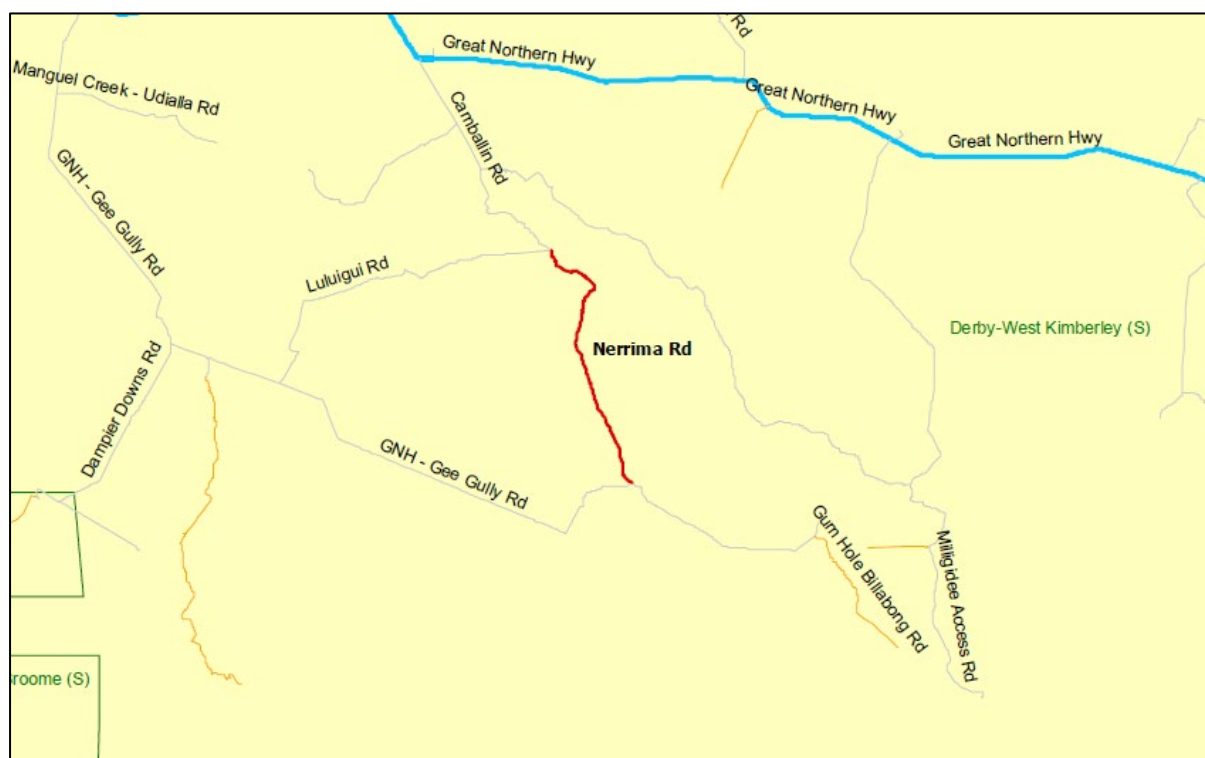 Rd
Great Northern Hwy
Manguel Creek - Udialla Rd
Great Northern Hwy
Camballin Rd
Great Northern Hwy
GNH - Gee Gully Rd
Luluigui Rd
Derby-West Kimberley (S)
Nerrima Rd
Dampier Downs Rd
GNH - Gee Gully Rd
Gum Hole Billabong Rd
Milligidee Access Rd
Broome (S)